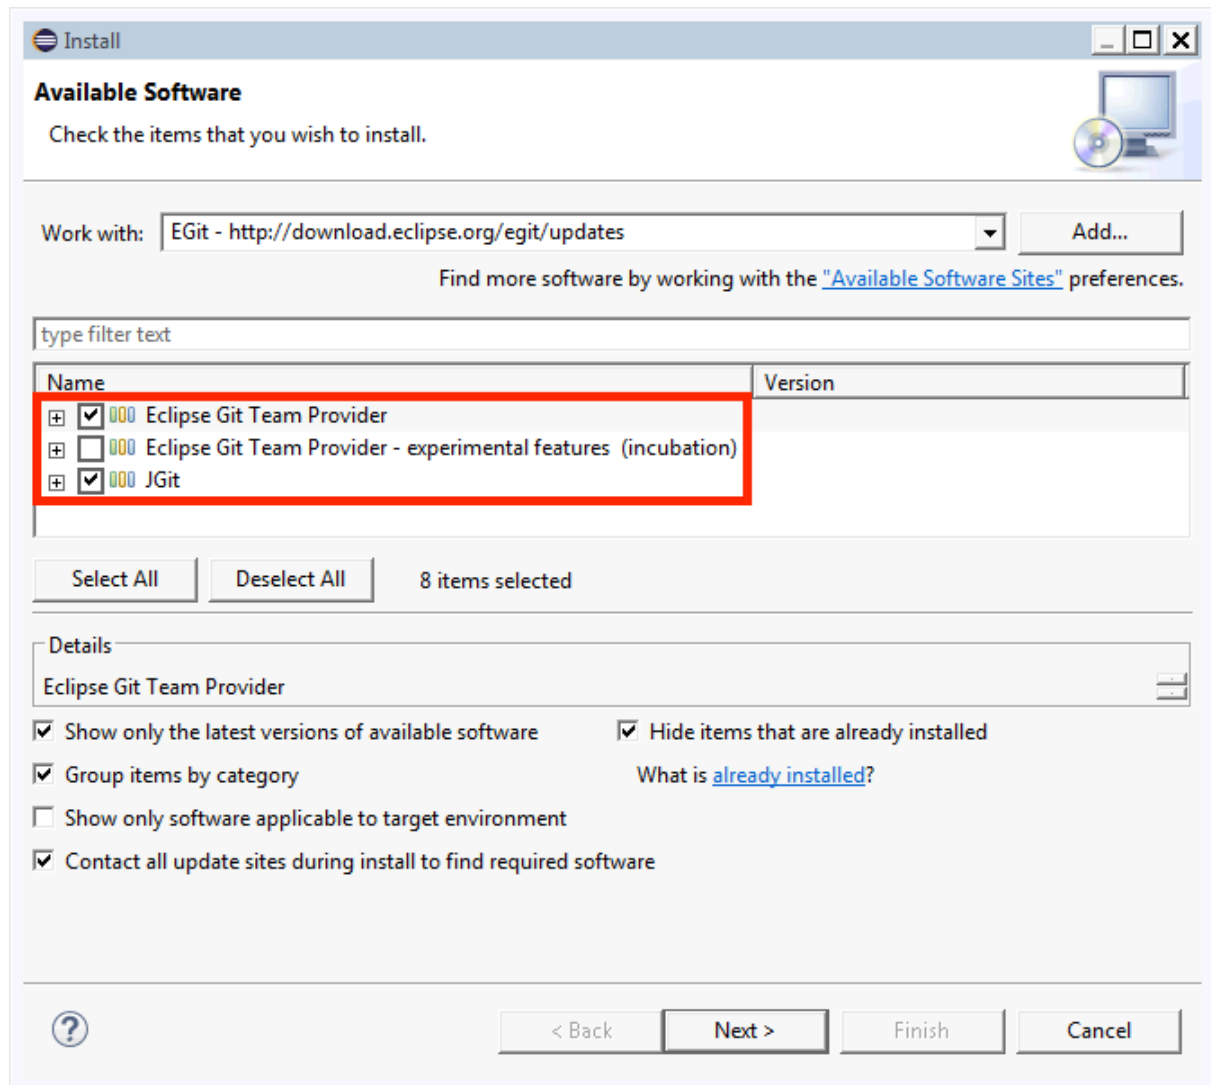 Install
Available Software
Check the items that you wish to install.
Work with: EGit - http://download.eclipse.org/egit/updates Add...
Find more software by working with the "Available Software Sites" preferences.
type filter text
Name Version
Eclipse Git Team Provider
Eclipse Git Team Provider - experimental features (incubation)
JGit
Select All Deselect All 8 items selected
Details
Eclipse Git Team Provider
Show only the latest versions of available software Hide items that are already installed
Group items by category What is already installed?
Show only software applicable to target environment
Contact all update sites during install to find required software
? < Back Next > Finish Cancel